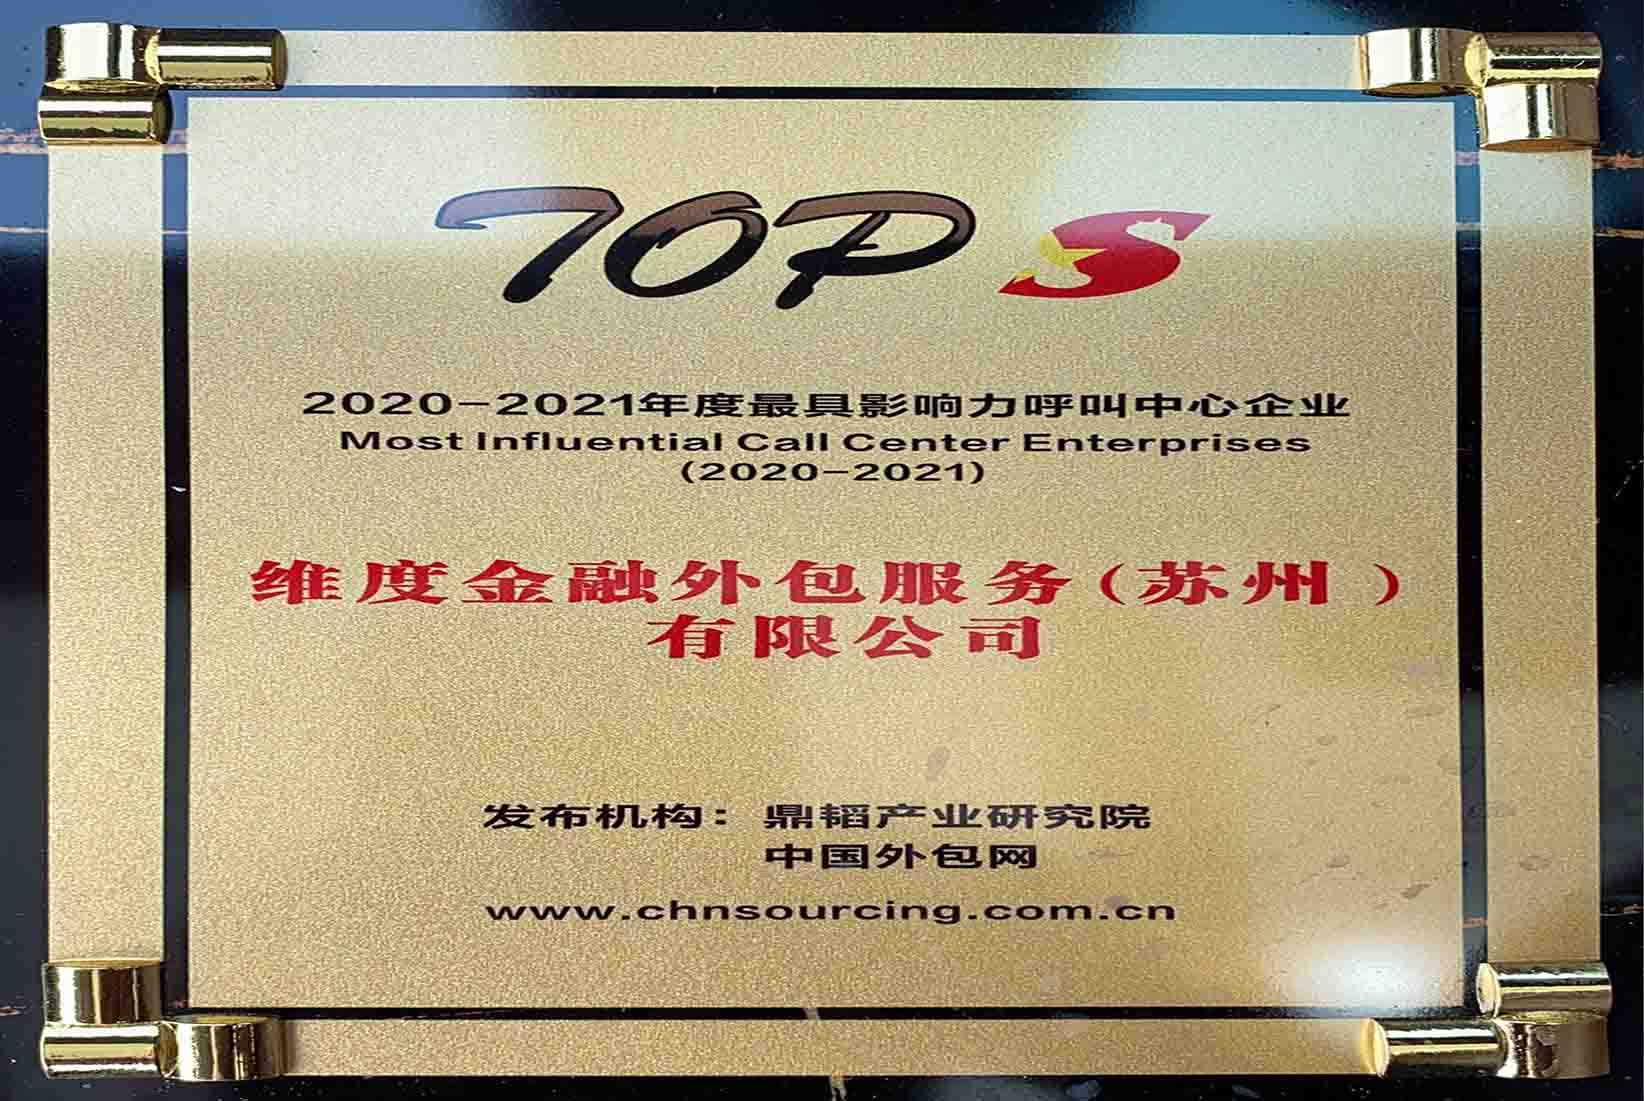 TOP S
2020-2021年度最具影响力呼叫中心企业
Most Influential Call Center Enterprises
(2020-2021)
维度金融外包服务(苏州)
有限公司
发布机构：鼎韬产业研究院
中国外包网
www.chnsourcing.com.cn